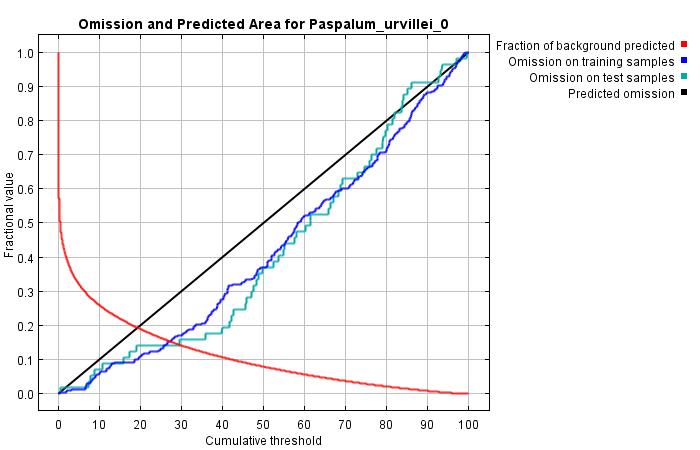 Omission and Predicted Area for Paspalum_urvillei_0
Fraction of background predicted
Omission on training samples
Omission on test samples
Predicted omission
1.0
0.9
0.8
0.7
0.6
0.5
0.4
0.3
0.2
0.1
0.0
Fractional value
0 10 20 30 40 50 60 70 80 90 100
Cumulative threshold